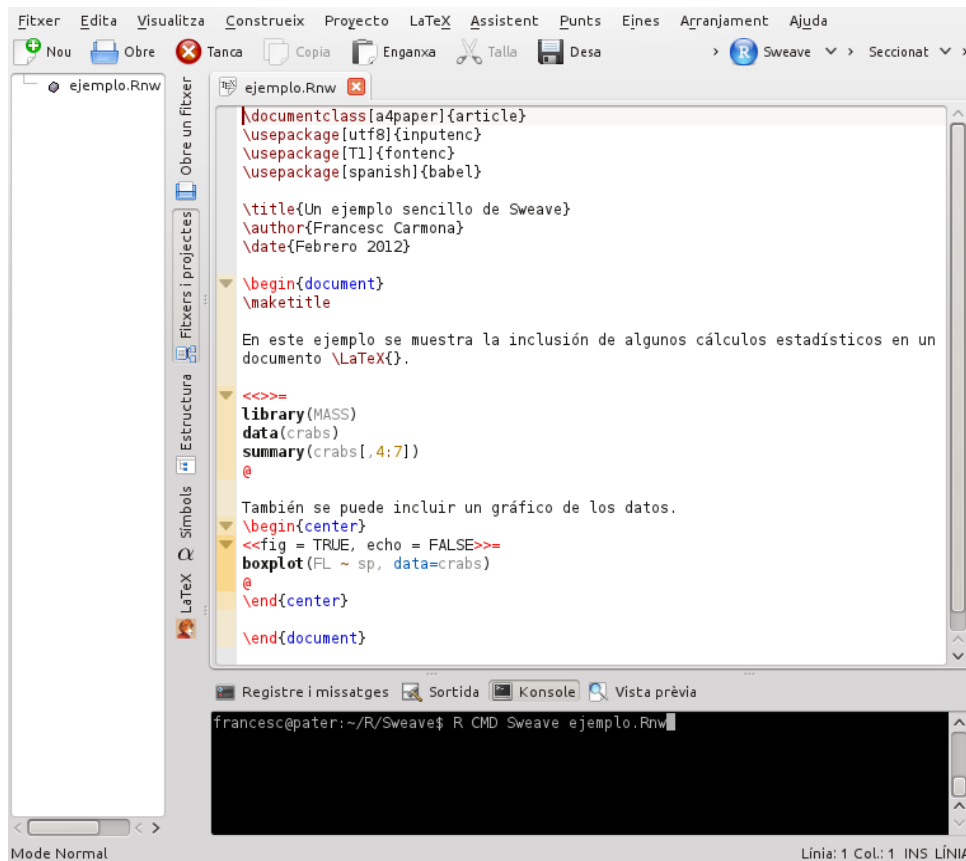 Fitxer Edita Visualitza Construeix Proyecto LaTeX Assistent Punts Eines Arranjament Ajuda
Nou Obre Tanca Copia Enganxa Talla Desa > R Sweave > Seccionat
ejemplo.Rnw
Obre un fitxer
Fitxers i projectes
Estructura
Símbols
α
LaTeX
TEX ejemplo.Rnw
\documentclass[a4paper]{article}
\usepackage[utf8]{inputenc}
\usepackage[T1]{fontenc}
\usepackage[spanish]{babel}
\title{Un ejemplo sencillo de Sweave}
\author{Francesc Carmona}
\date{Febrero 2012}
\begin{document}
\maketitle
En este ejemplo se muestra la inclusión de algunos cálculos estadísticos en un
documento \LaTeX{}.
<<>>=
library(MASS)
data(crabs)
summary(crabs[,4:7])
@
También se puede incluir un gráfico de los datos.
\begin{center}
<<fig = TRUE, echo = FALSE>>=
boxplot(FL ~ sp, data=crabs)
@
\end{center}
\end{document}
Registre i missatges Sortida Konsole Vista prèvia
francesc@pater:~/R/Sweave$ R CMD Sweave ejemplo.Rnw
Mode Normal
Línia: 1 Col.: 1 INS LÍNIA